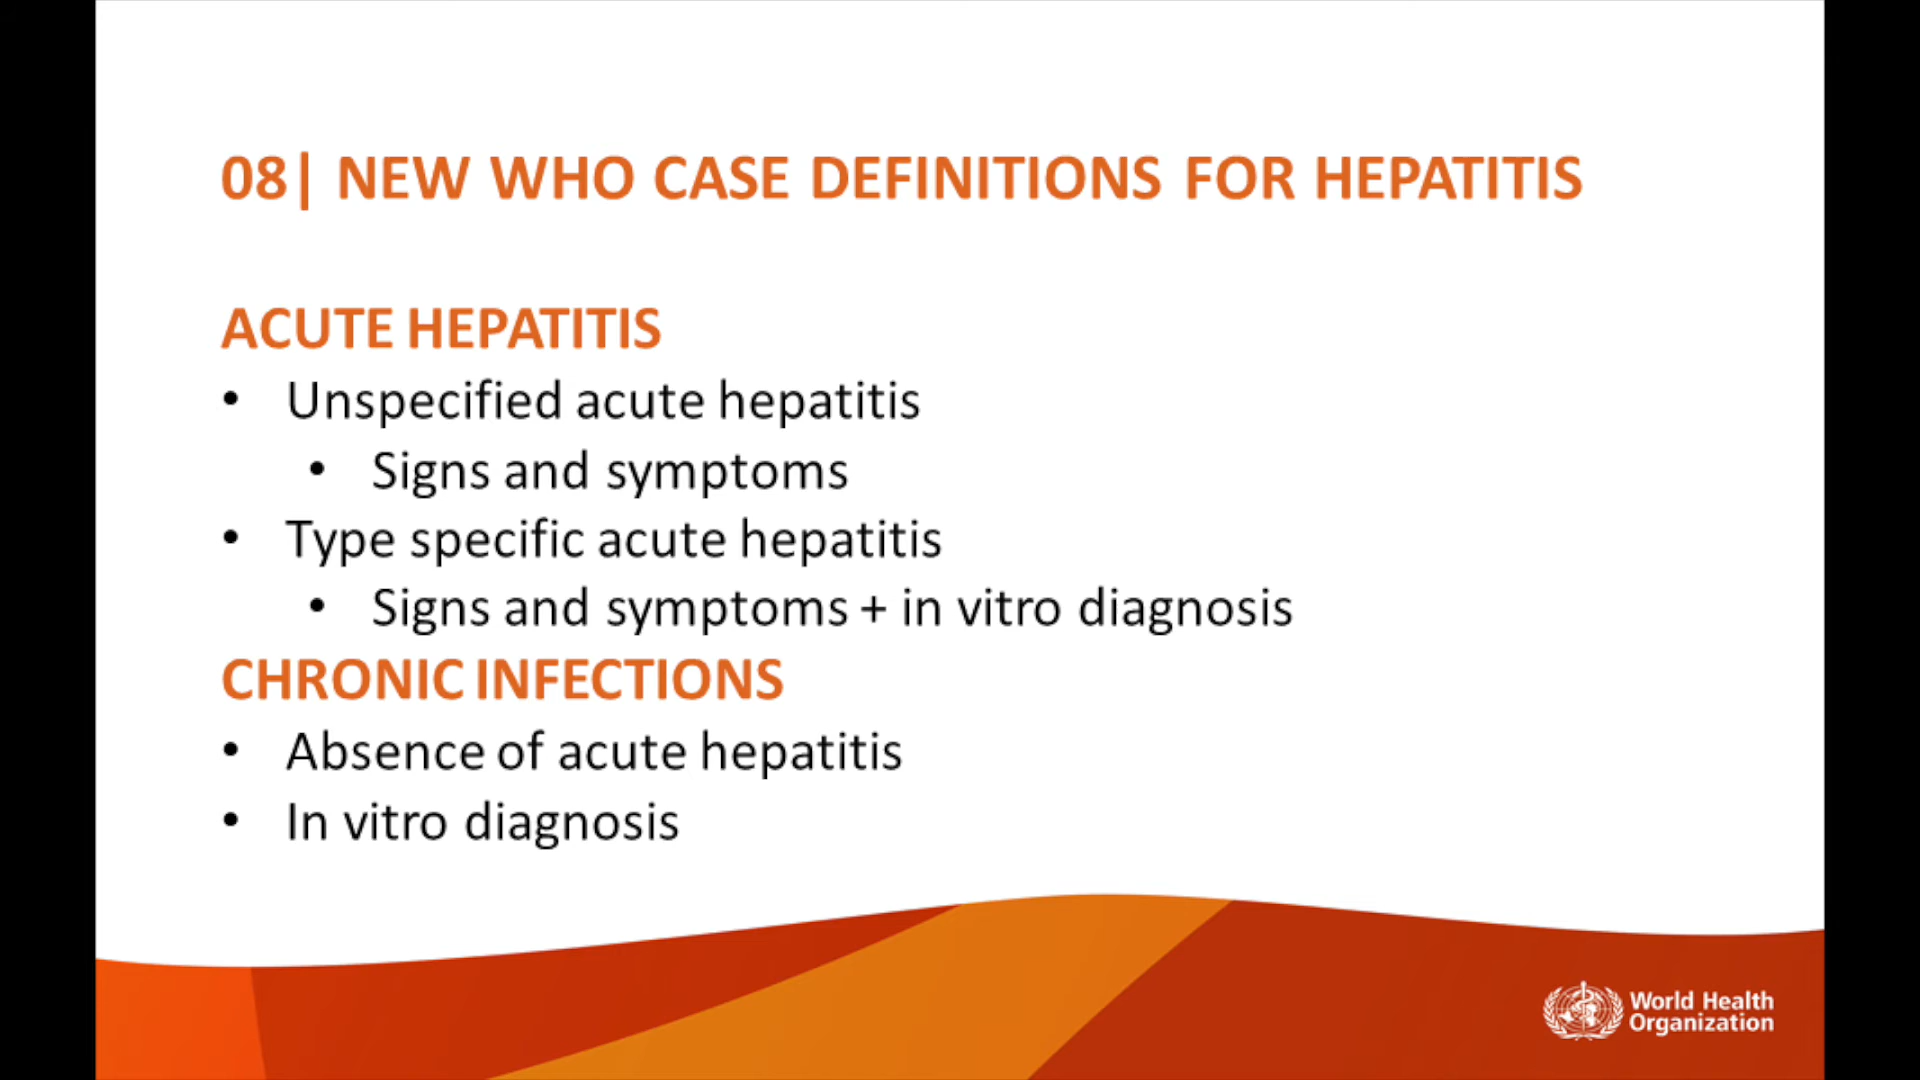 08| NEW WHO CASE DEFINITIONS FOR HEPATITIS
ACUTE HEPATITIS
• Unspecified acute hepatitis
• Signs and symptoms
• Type specific acute hepatitis
• Signs and symptoms + in vitro diagnosis
CHRONIC INFECTIONS
• Absence of acute hepatitis
• In vitro diagnosis
World Health
Organization